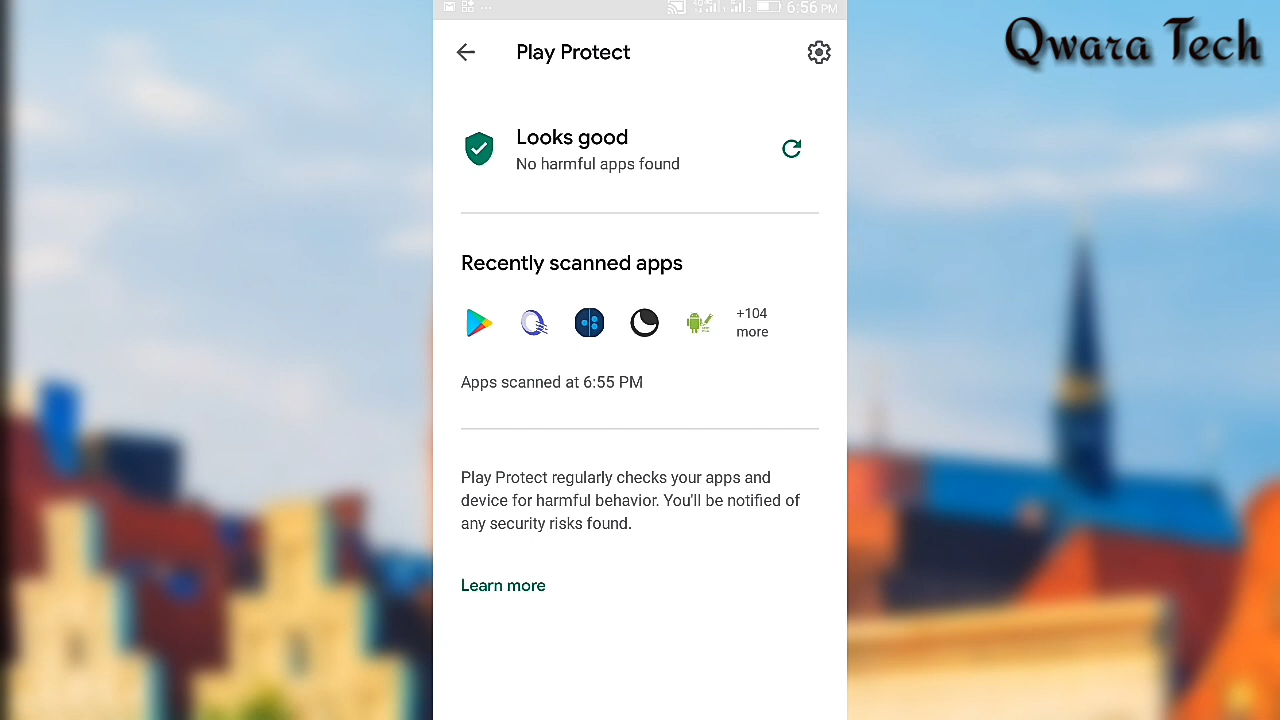 Qwara Tech
6:56 PM
Play Protect
Looks good
No harmful apps found
Recently scanned apps
+104
more
Apps scanned at 6:55 PM
Play Protect regularly checks your apps and
device for harmful behavior. You'll be notified of
any security risks found.
Learn more